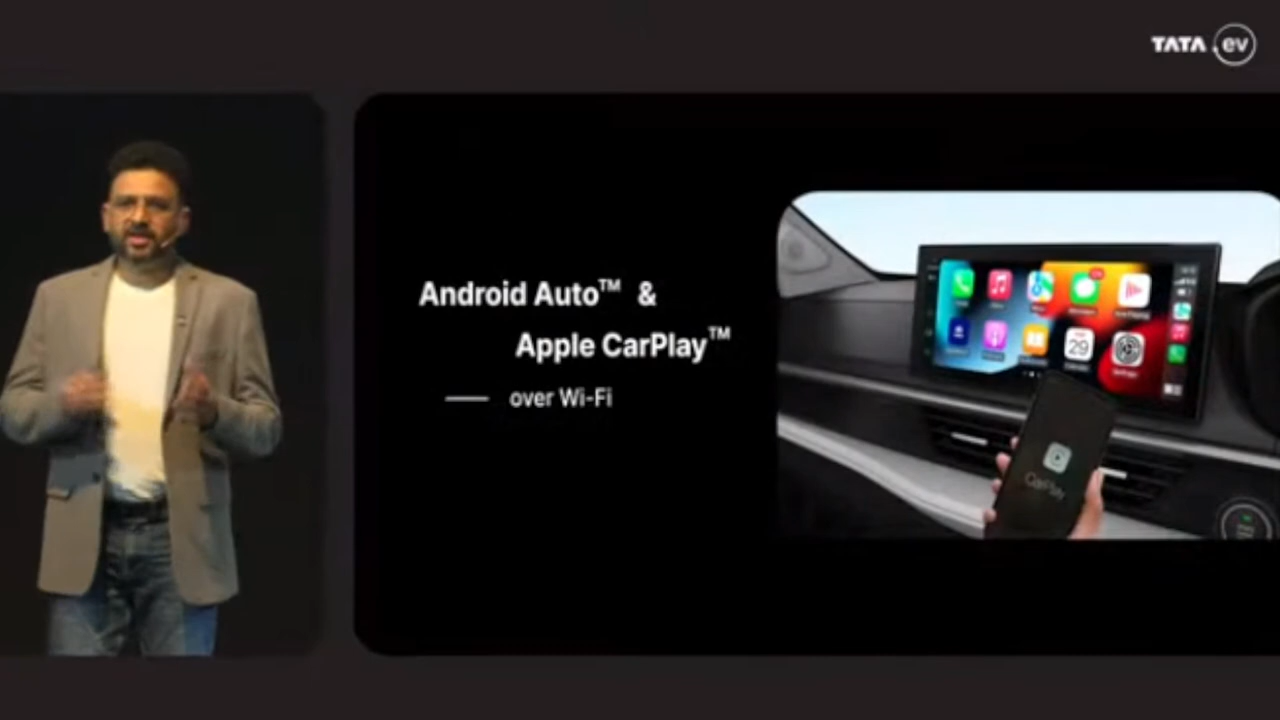 TATA .ev
Android Auto™ &
Apple CarPlay™
over Wi-Fi
29
CarPlay